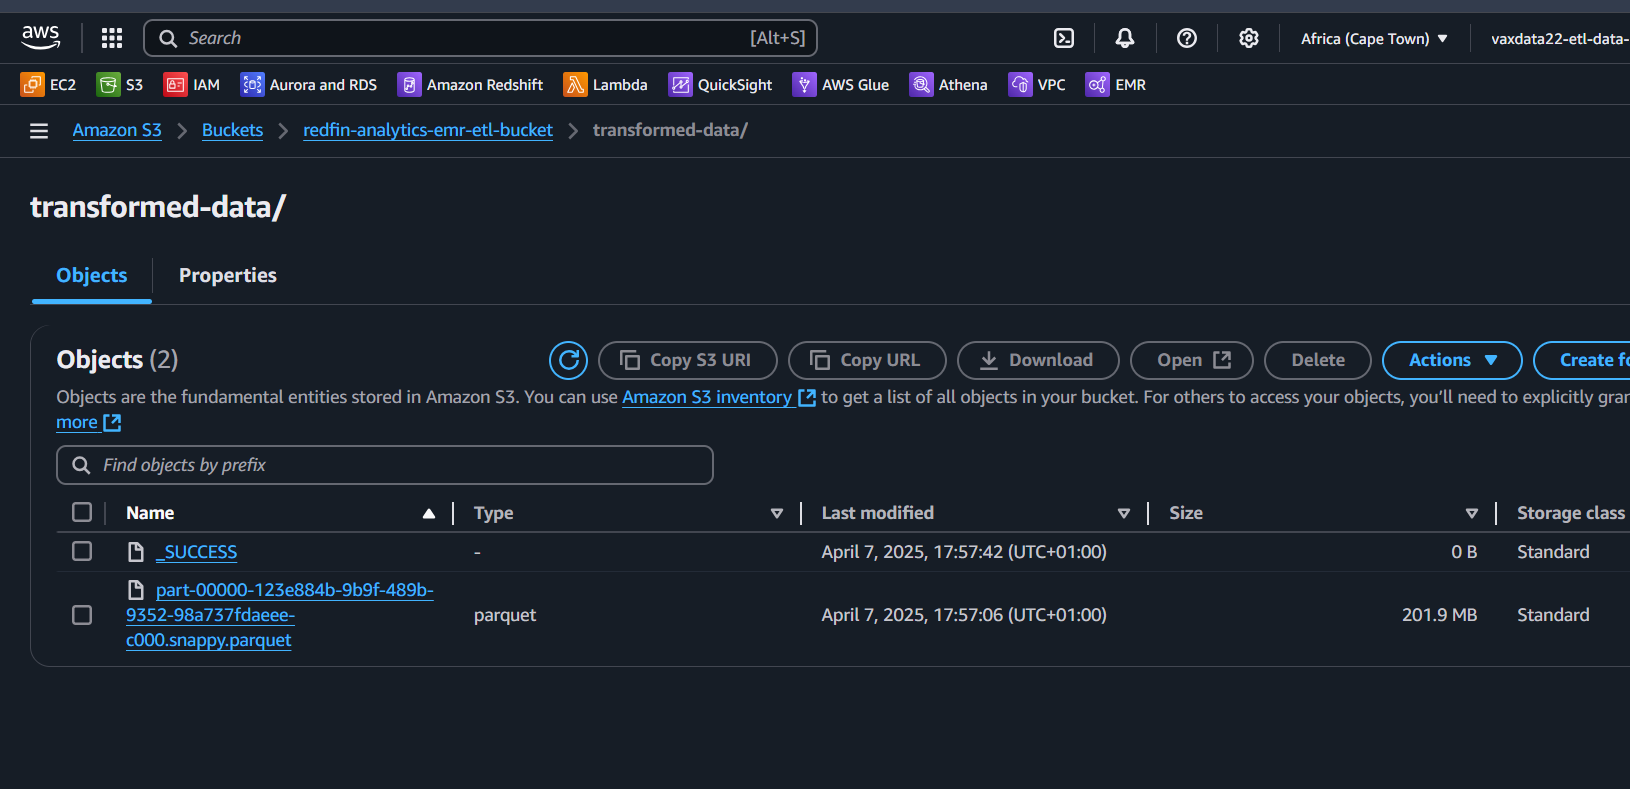 aws Search [Alt+S] Africa (Cape Town) vaxdata22-etl-data-
EC2 S3 IAM Aurora and RDS Amazon Redshift Lambda QuickSight AWS Glue Athena VPC EMR
Amazon S3 Buckets redfin-analytics-emr-etl-bucket transformed-data/
transformed-data/
Objects Properties
Objects (2) Copy S3 URI Copy URL Download Open Delete Actions Create fo
Objects are the fundamental entities stored in Amazon S3. You can use Amazon S3 inventory to get a list of all objects in your bucket. For others to access your objects, you’ll need to explicitly gran
more
Find objects by prefix
Name Type Last modified Size Storage class
_SUCCESS - April 7, 2025, 17:57:42 (UTC+01:00) 0 B Standard
part-00000-123e884b-9b9f-489b-
9352-98a737fdaeee- parquet April 7, 2025, 17:57:06 (UTC+01:00) 201.9 MB Standard
c000.snappy.parquet